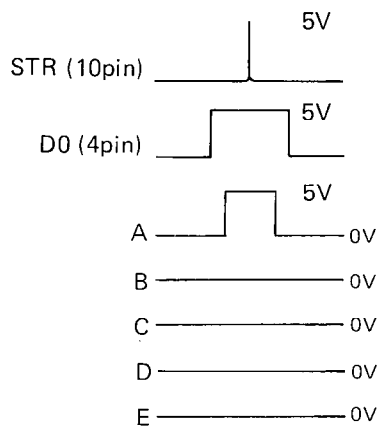 5V
STR (10pin)
5V
D0 (4pin)
5V
A 0V
B 0V
C 0V
D 0V
E 0V